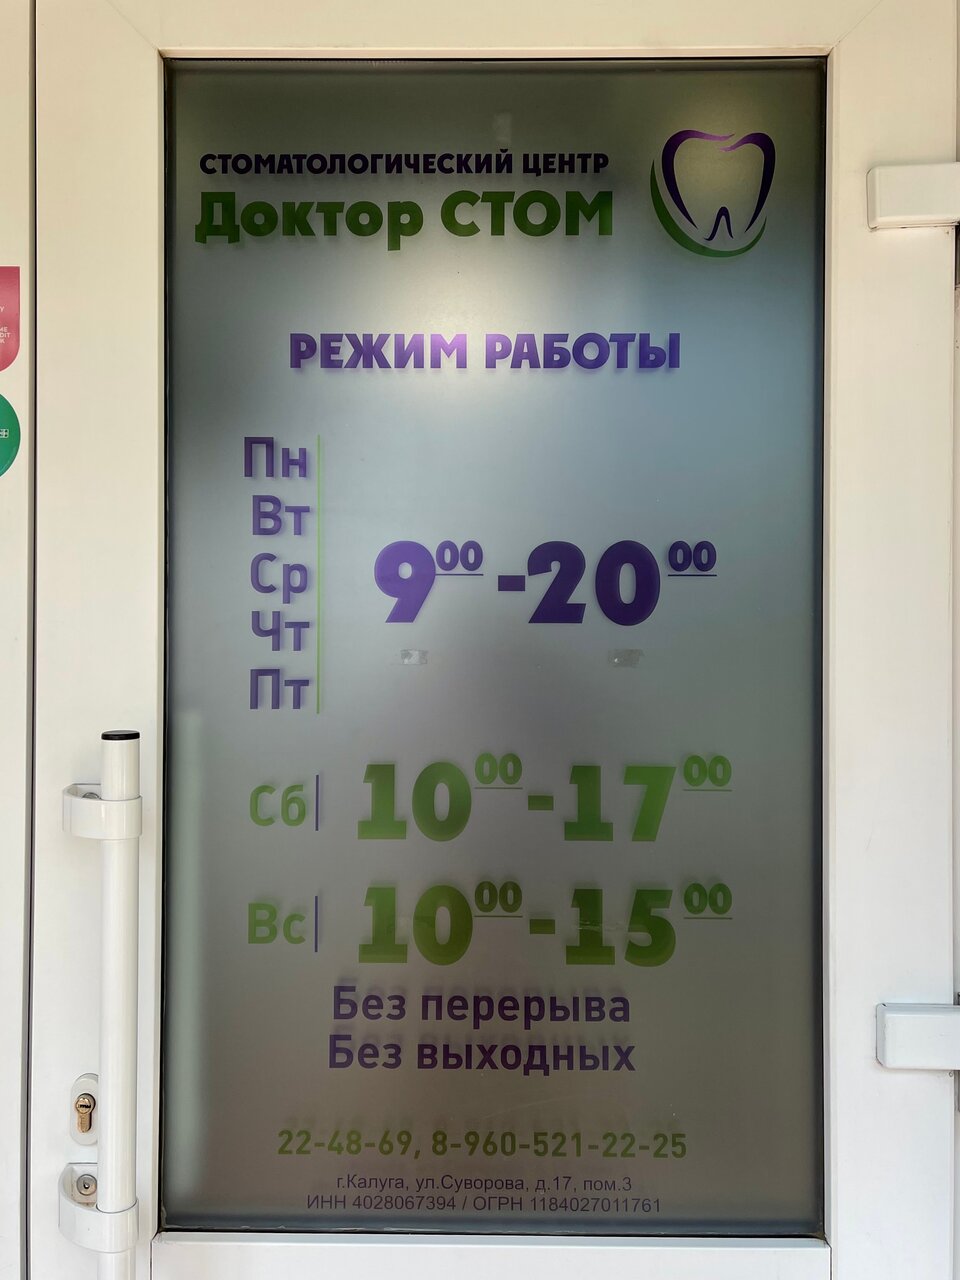 СТОМАТОЛОГИЧЕСКИЙ ЦЕНТР
Доктор СТОМ
РЕЖИМ РАБОТЫ
Пн
Вт
Ср
Чт
Пт
9⁰⁰-20⁰⁰
Сб 10⁰⁰-17⁰⁰
Вс 10⁰⁰-15⁰⁰
Без перерыва
Без выходных
22-48-69, 8-960-521-22-25
г.Калуга, ул.Суворова, д.17, пом.3
ИНН 4028067394 / ОГРН 1184027011761